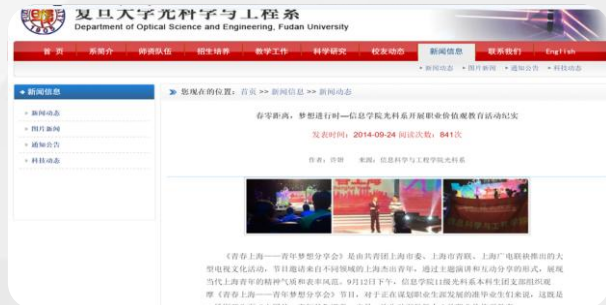 复旦大学光科学与工程系
Department of Optical Science and Engineering, Fudan University
首 页 系简介 师资队伍 招生培养 教学工作 科学研究 校友动态 新闻信息 联系我们 English
新闻动态 图片新闻 通知公告 科技动态
新闻信息
您现在的位置：首页 >> 新闻信息 >> 新闻动态
新闻动态
图片新闻
通知公告
科技动态
春零距离，梦想进行时—信息学院光科系开展职业价值观教育活动纪实
发表时间：2014-09-24 阅读次数：841次
来源：信息科学与工程学院光科系
《青春上海——青年梦想分享会》是由共青团上海市委、上海市青联、上海广电联袂推出的大
型电视文化活动，节目邀请来自不同领域的上海杰出青年，通过主题演讲和互动分享的形式，展现
当代上海青年的精神气质和表率风范。9月12日下午，信息学院11级光科系本科生团支部组织观
摩《青春上海——青年梦想分享会》节目，对于正在谋划职业生涯发展的准毕业生们来说，这既是